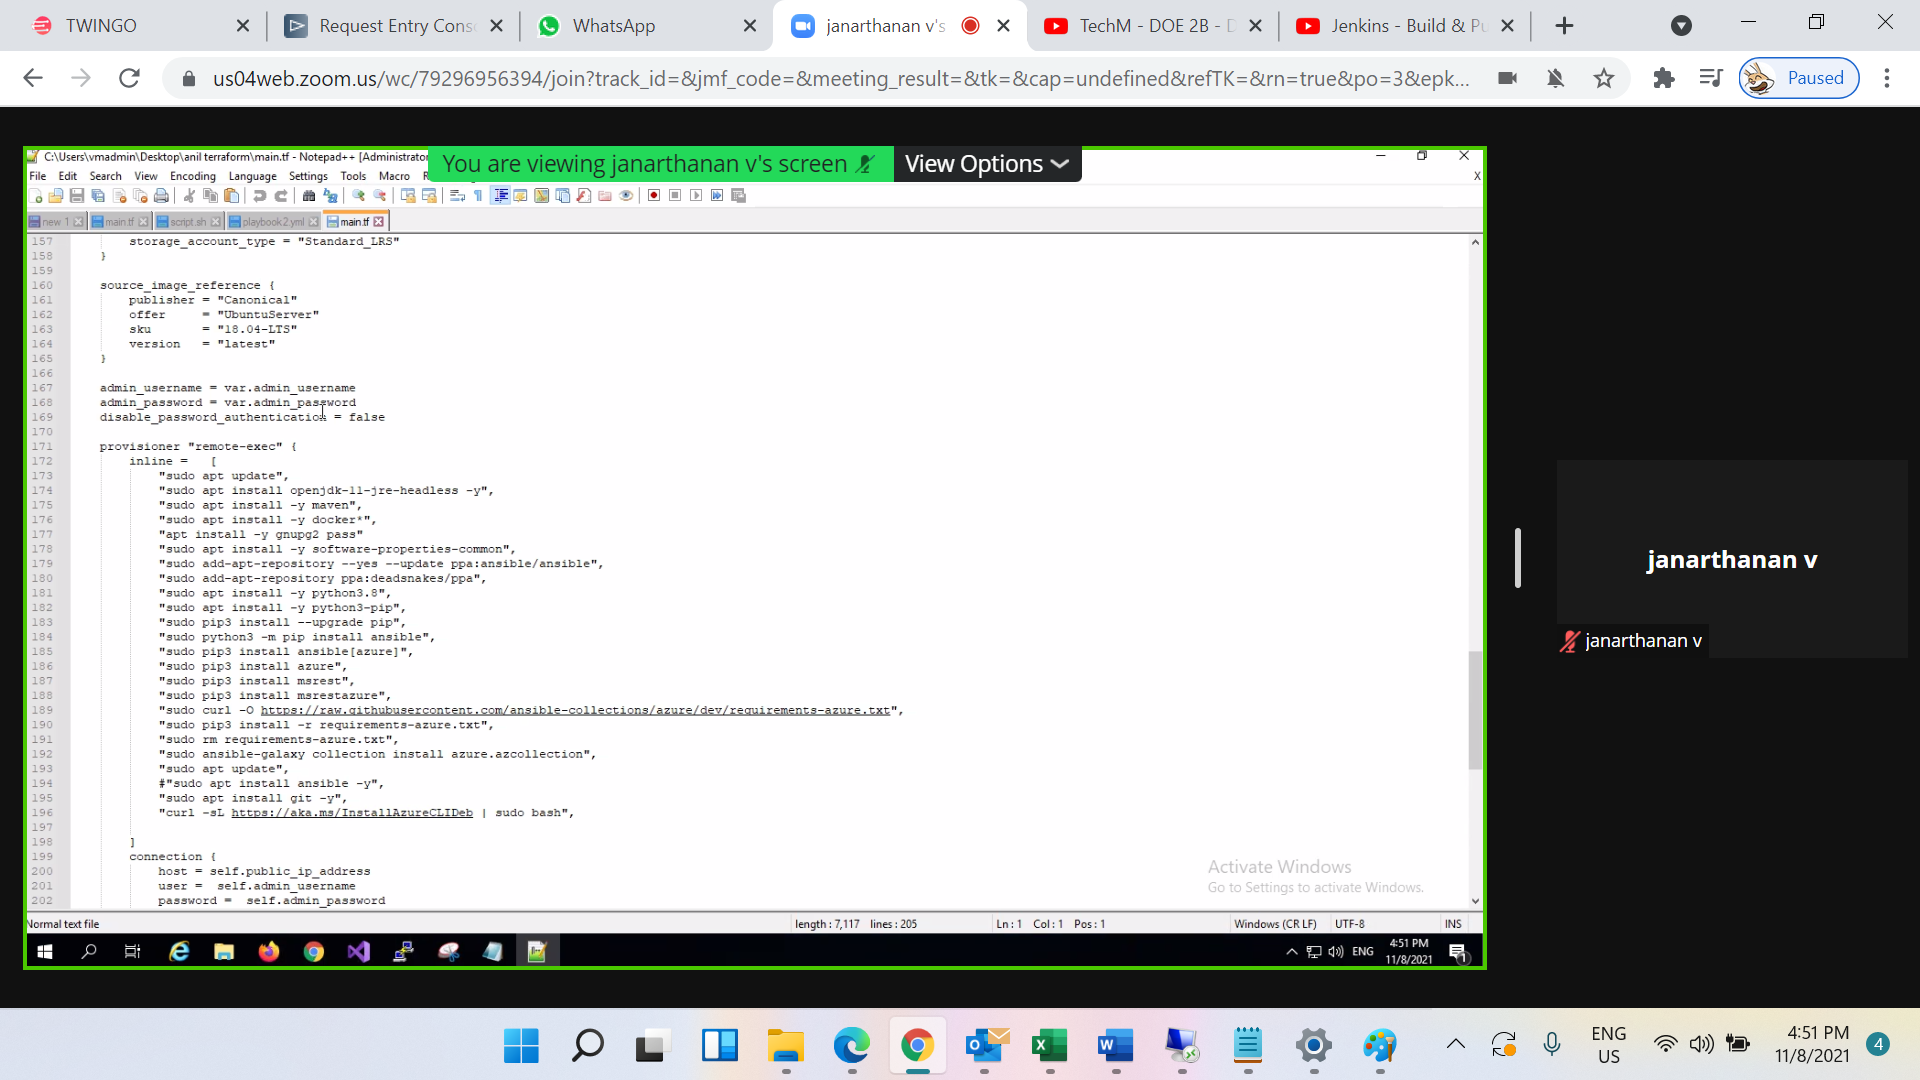 TWINGO
Request Entry Cons
WhatsApp
janarthanan v's
TechM - DOE 2B - D
Jenkins - Build & Pu
us04web.zoom.us/wc/79296956394/join?track_id=&jmf_code=&meeting_result=&tk=&cap=undefined&refTK=&rn=true&po=3&epk...
Paused
C:\Users\vmadmin\Desktop\anil terraform\main.tf - Notepad++ [Administrator
You are viewing janarthanan v's screen
View Options
File Edit Search View Encoding Language Settings Tools Macro R
X
new 1 main.tf script.sh playbook2.yml main.tf
157 storage_account_type = "Standard_LRS"
158 }
159
160 source_image_reference {
161 publisher = "Canonical"
162 offer = "UbuntuServer"
163 sku = "18.04-LTS"
164 version = "latest"
165 }
166
167 admin_username = var.admin_username
168 admin_password = var.admin_password
169 disable_password_authentication = false
170
171 provisioner "remote-exec" {
172 inline = [
173 "sudo apt update",
174 "sudo apt install openjdk-11-jre-headless -y",
175 "sudo apt install -y maven",
176 "sudo apt install -y docker*",
177 "apt install -y gnupg2 pass"
178 "sudo apt install -y software-properties-common",
179 "sudo add-apt-repository --yes --update ppa:ansible/ansible",
180 "sudo add-apt-repository ppa:deadsnakes/ppa",
181 "sudo apt install -y python3.8",
182 "sudo apt install -y python3-pip",
183 "sudo pip3 install --upgrade pip",
184 "sudo python3 -m pip install ansible",
185 "sudo pip3 install ansible[azure]",
186 "sudo pip3 install azure",
187 "sudo pip3 install msrest",
188 "sudo pip3 install msrestazure",
189 "sudo curl -O https://raw.githubusercontent.com/ansible-collections/azure/dev/requirements-azure.txt",
190 "sudo pip3 install -r requirements-azure.txt",
191 "sudo rm requirements-azure.txt",
192 "sudo ansible-galaxy collection install azure.azcollection",
193 "sudo apt update",
194 #"sudo apt install ansible -y",
195 "sudo apt install git -y",
196 "curl -sL https://aka.ms/InstallAzureCLIDeb | sudo bash",
197
198 ]
199 connection {
200 host = self.public_ip_address
201 user = self.admin_username
202 password = self.admin_password
Activate Windows
Go to Settings to activate Windows.
Normal text file length : 7,117 lines : 205 Ln : 1 Col : 1 Pos : 1 Windows (CR LF) UTF-8 INS
ENG 4:51 PM
11/8/2021
1
janarthanan v
janarthanan v
ENG
US
4:51 PM
11/8/2021
4